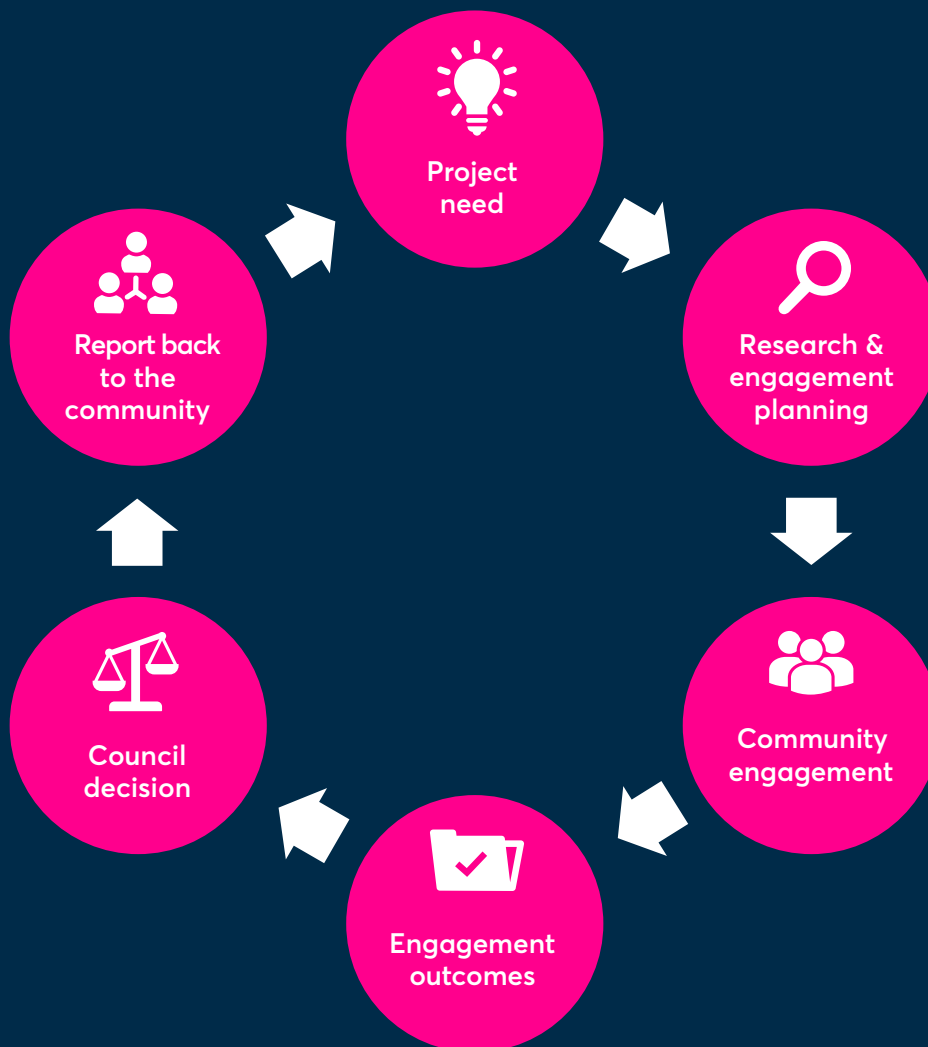 Project
need
Research &
engagement
planning
Community
engagement
Engagement
outcomes
Council
decision
Report back
to the
community